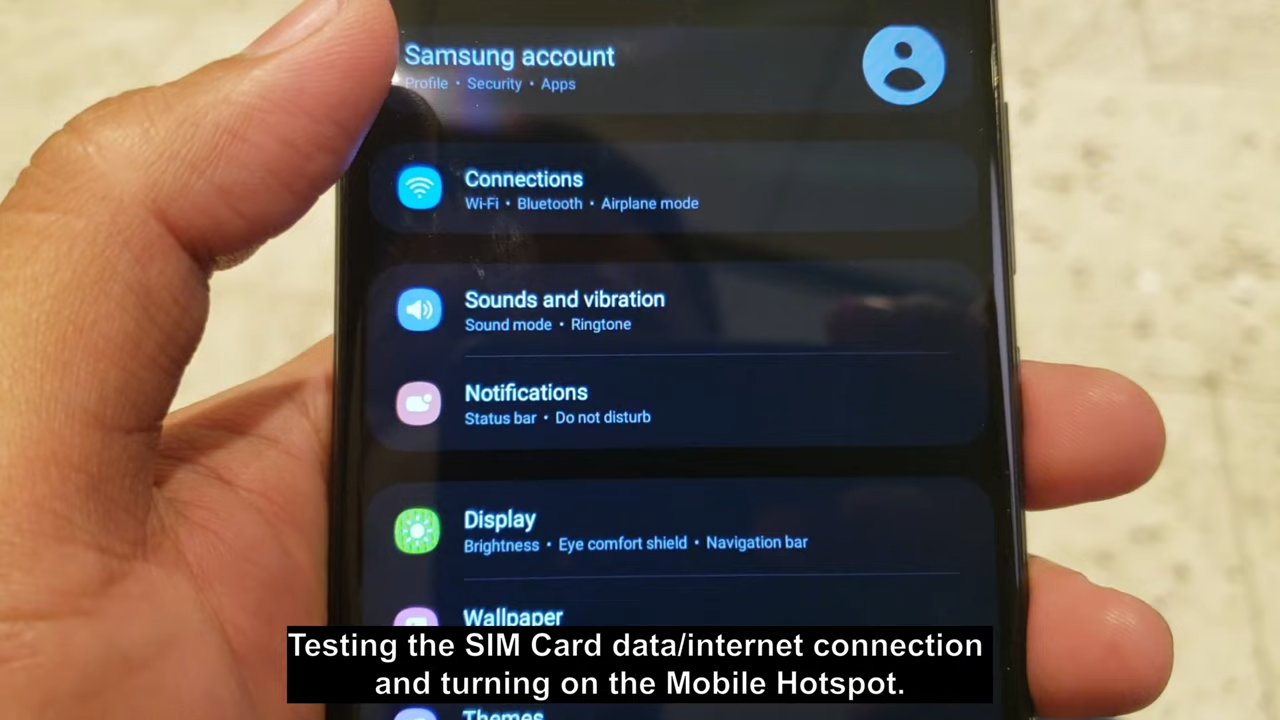 Samsung account
Profile • Security • Apps
Connections
Wi-Fi • Bluetooth • Airplane mode
Sounds and vibration
Sound mode • Ringtone
Notifications
Status bar • Do not disturb
Display
Brightness • Eye comfort shield • Navigation bar
Wallpaper
Testing the SIM Card data/internet connection
and turning on the Mobile Hotspot.
Themes